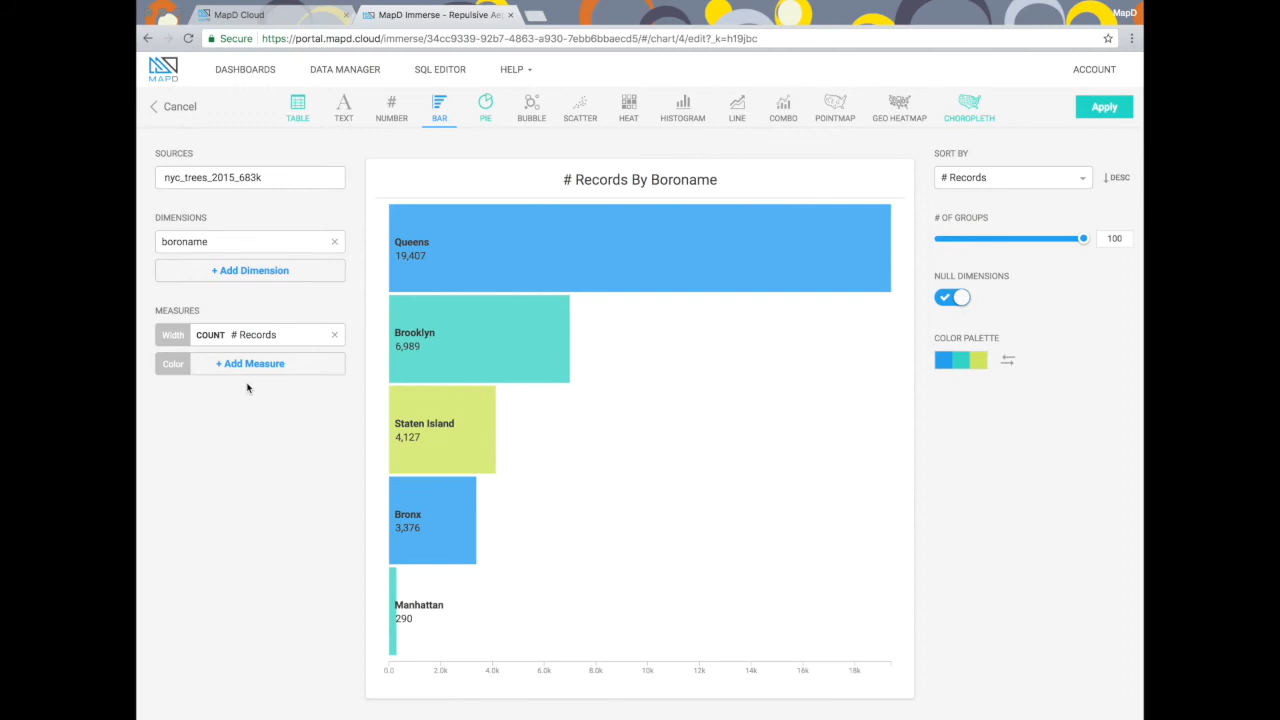 MapD Cloud
MapD Immerse - Repulsive Ae
MapD
Secure https://portal.mapd.cloud/immerse/34cc9339-92b7-4863-a930-7ebb6bbaecd5/#/chart/4/edit?_k=h19jbc
MAPD
DASHBOARDS DATA MANAGER SQL EDITOR HELP ACCOUNT
Cancel
TABLE TEXT NUMBER BAR PIE BUBBLE SCATTER HEAT HISTOGRAM LINE COMBO POINTMAP GEO HEATMAP CHOROPLETH
Apply
SOURCES
nyc_trees_2015_683k
DIMENSIONS
boroname
+ Add Dimension
MEASURES
Width COUNT # Records
Color + Add Measure
# Records By Boroname
Queens
19,407
Brooklyn
6,989
Staten Island
4,127
Bronx
3,376
Manhattan
290
0.0 2.0k 4.0k 6.0k 8.0k 10k 12k 14k 16k 18k
SORT BY
# Records DESC
# OF GROUPS
100
NULL DIMENSIONS
COLOR PALETTE